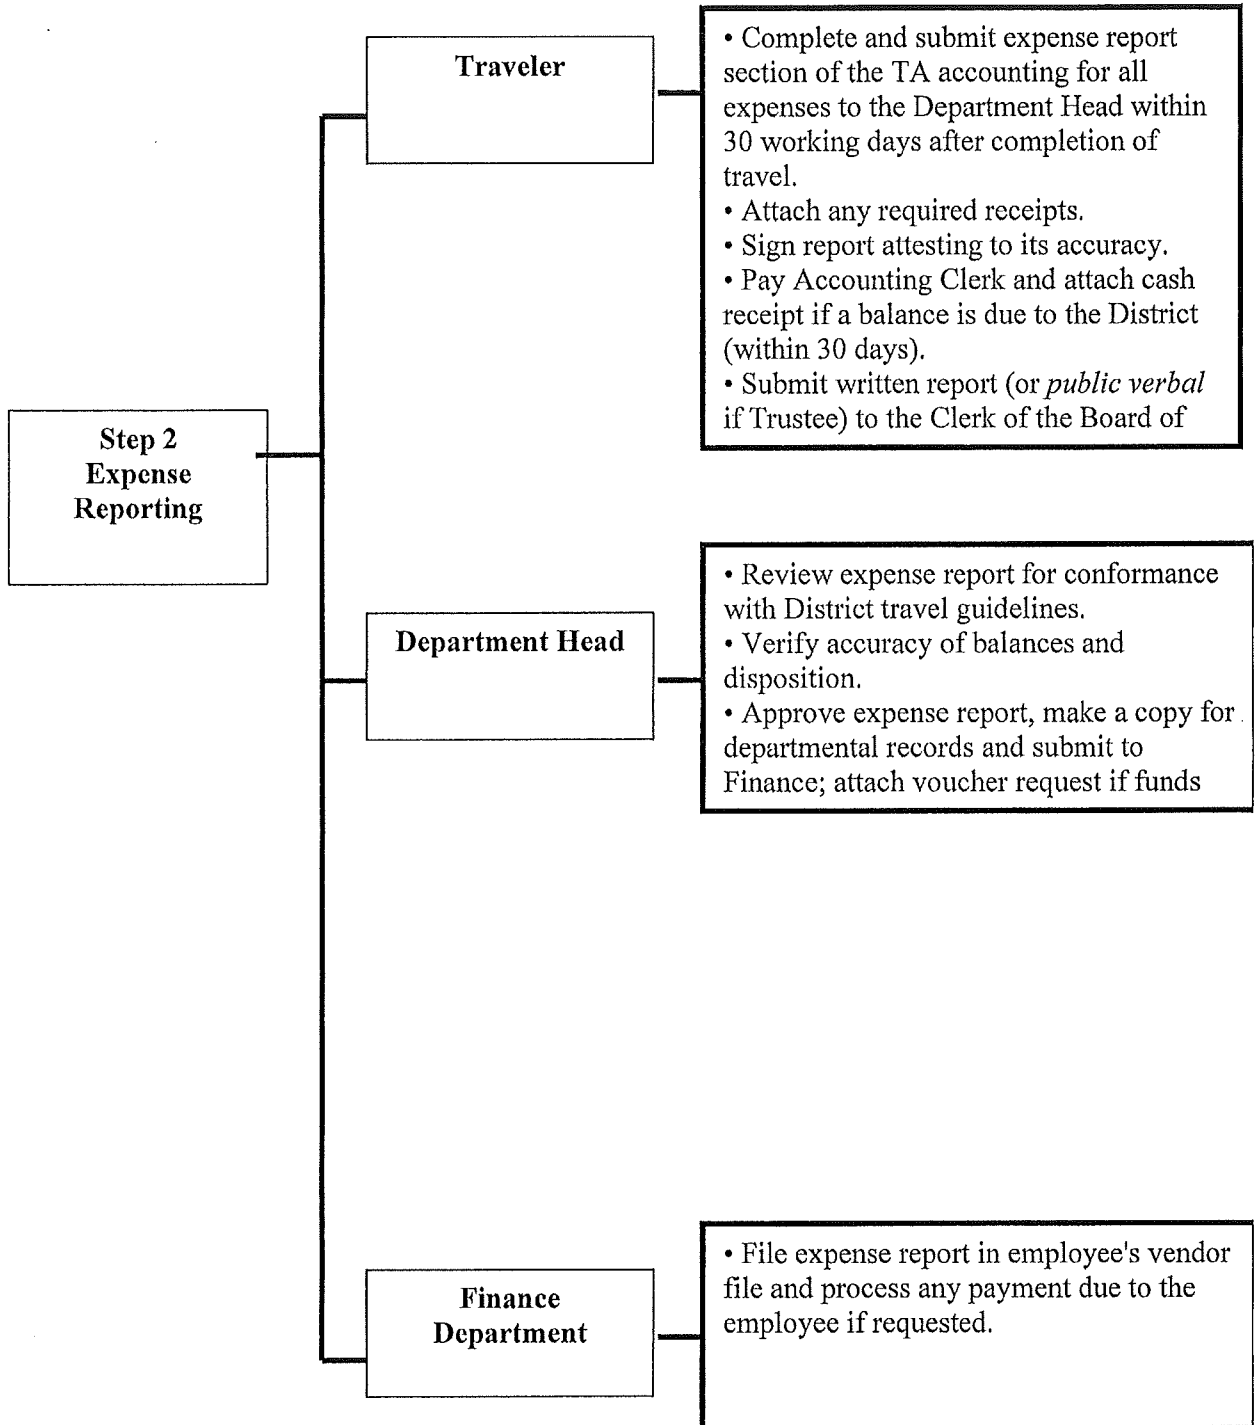 Traveler
• Complete and submit expense report
section of the TA accounting for all
expenses to the Department Head within
30 working days after completion of
travel.
• Attach any required receipts.
• Sign report attesting to its accuracy.
• Pay Accounting Clerk and attach cash
receipt if a balance is due to the District
(within 30 days).
• Submit written report (or public verbal
if Trustee) to the Clerk of the Board of
Step 2
Expense
Reporting
Department Head
• Review expense report for conformance
with District travel guidelines.
• Verify accuracy of balances and
disposition.
• Approve expense report, make a copy for
departmental records and submit to
Finance; attach voucher request if funds
Finance
Department
• File expense report in employee's vendor
file and process any payment due to the
employee if requested.